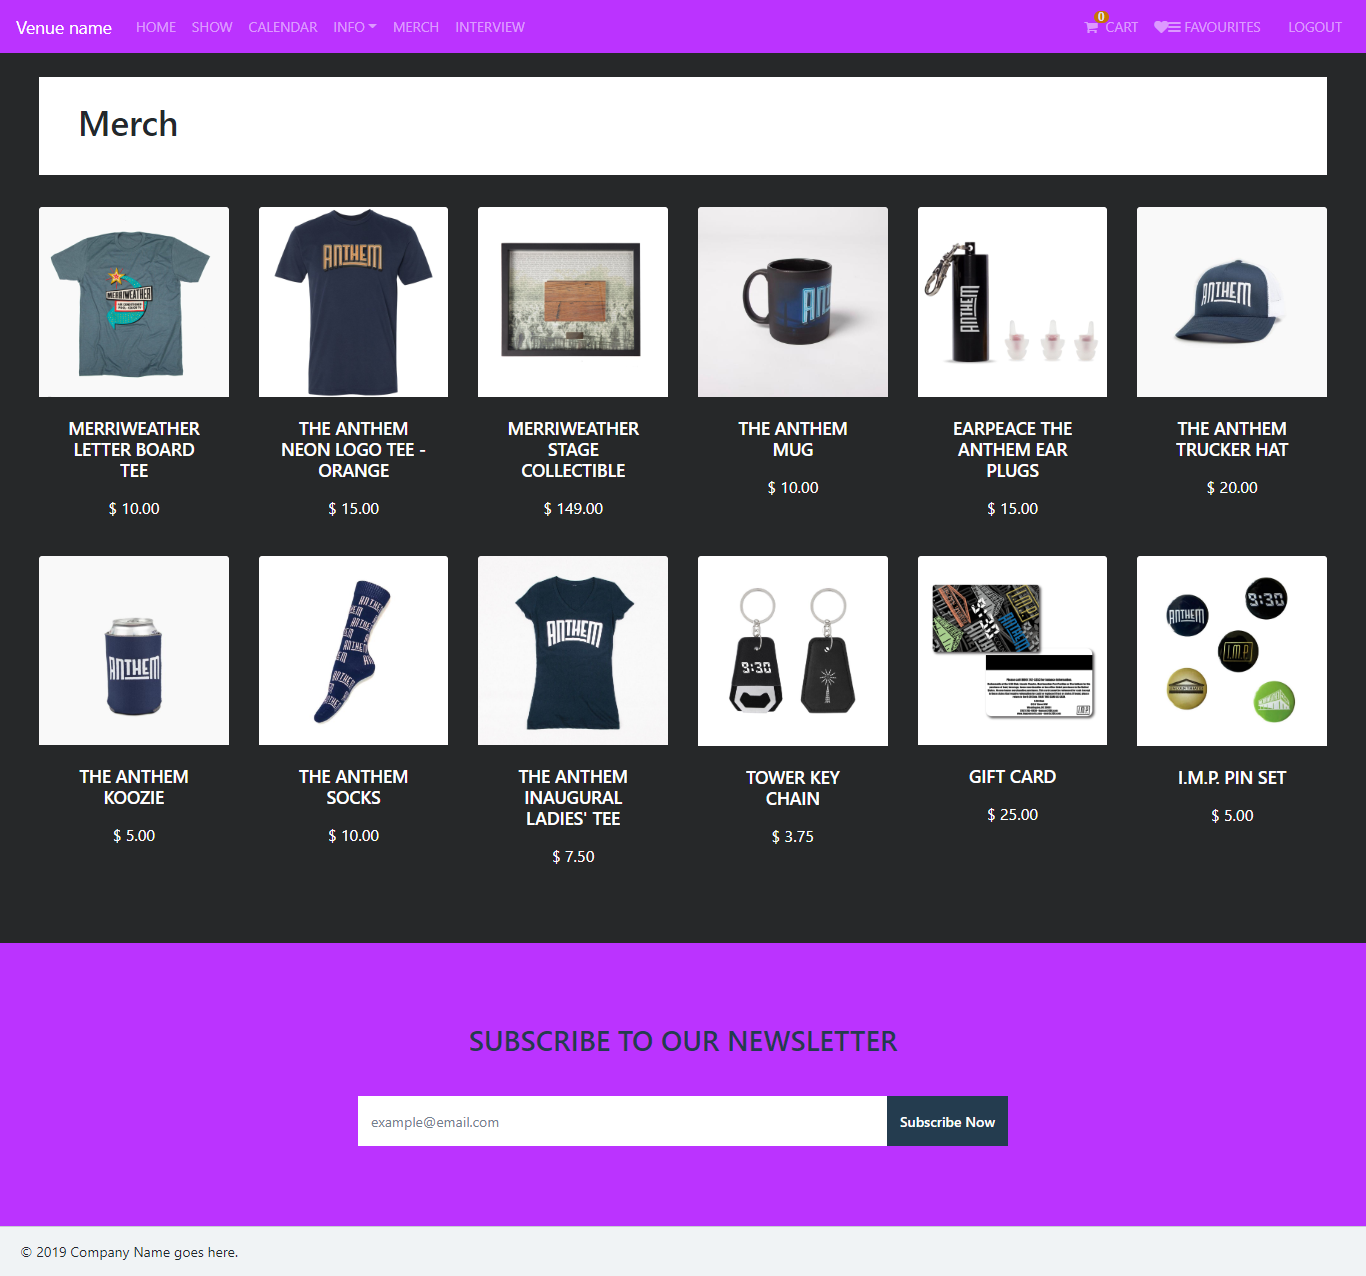 Venue name HOME SHOW CALENDAR INFO MERCH INTERVIEW 0 CART FAVOURITES LOGOUT
Merch
MERRIWEATHER
ANTHEM
ANTHEM
ANTHEM
MERRIWEATHER LETTER BOARD TEE
$ 10.00
THE ANTHEM NEON LOGO TEE - ORANGE
$ 15.00
MERRIWEATHER STAGE COLLECTIBLE
$ 149.00
THE ANTHEM MUG
$ 10.00
EARPEACE THE ANTHEM EAR PLUGS
$ 15.00
THE ANTHEM TRUCKER HAT
$ 20.00
ANTHEM
ANTHEM
ANTHEM
9:30
9:30
ANTHEM
ANTHEM
9:30
I.M.P.
THE ANTHEM KOOZIE
$ 5.00
THE ANTHEM SOCKS
$ 10.00
THE ANTHEM INAUGURAL LADIES' TEE
$ 7.50
TOWER KEY CHAIN
$ 3.75
GIFT CARD
$ 25.00
I.M.P. PIN SET
$ 5.00
SUBSCRIBE TO OUR NEWSLETTER
example@email.com Subscribe Now
© 2019 Company Name goes here.